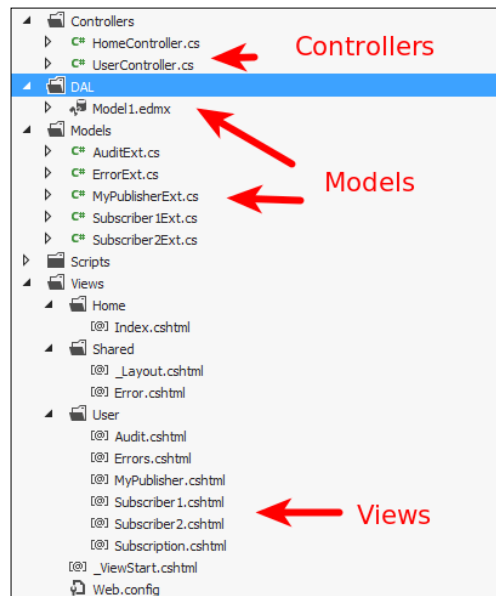 Controllers
HomeController.cs
Controllers
UserController.cs
DAL
Model1.edmx
Models
AuditExt.cs
ErrorExt.cs
Models
MyPublisherExt.cs
Subscriber1Ext.cs
Subscriber2Ext.cs
Scripts
Views
Home
[@] Index.cshtml
Shared
[@] _Layout.cshtml
[@] Error.cshtml
User
[@] Audit.cshtml
[@] Errors.cshtml
[@] MyPublisher.cshtml
[@] Subscriber1.cshtml
Views
[@] Subscriber2.cshtml
[@] Subscription.cshtml
[@] _ViewStart.cshtml
Web.config